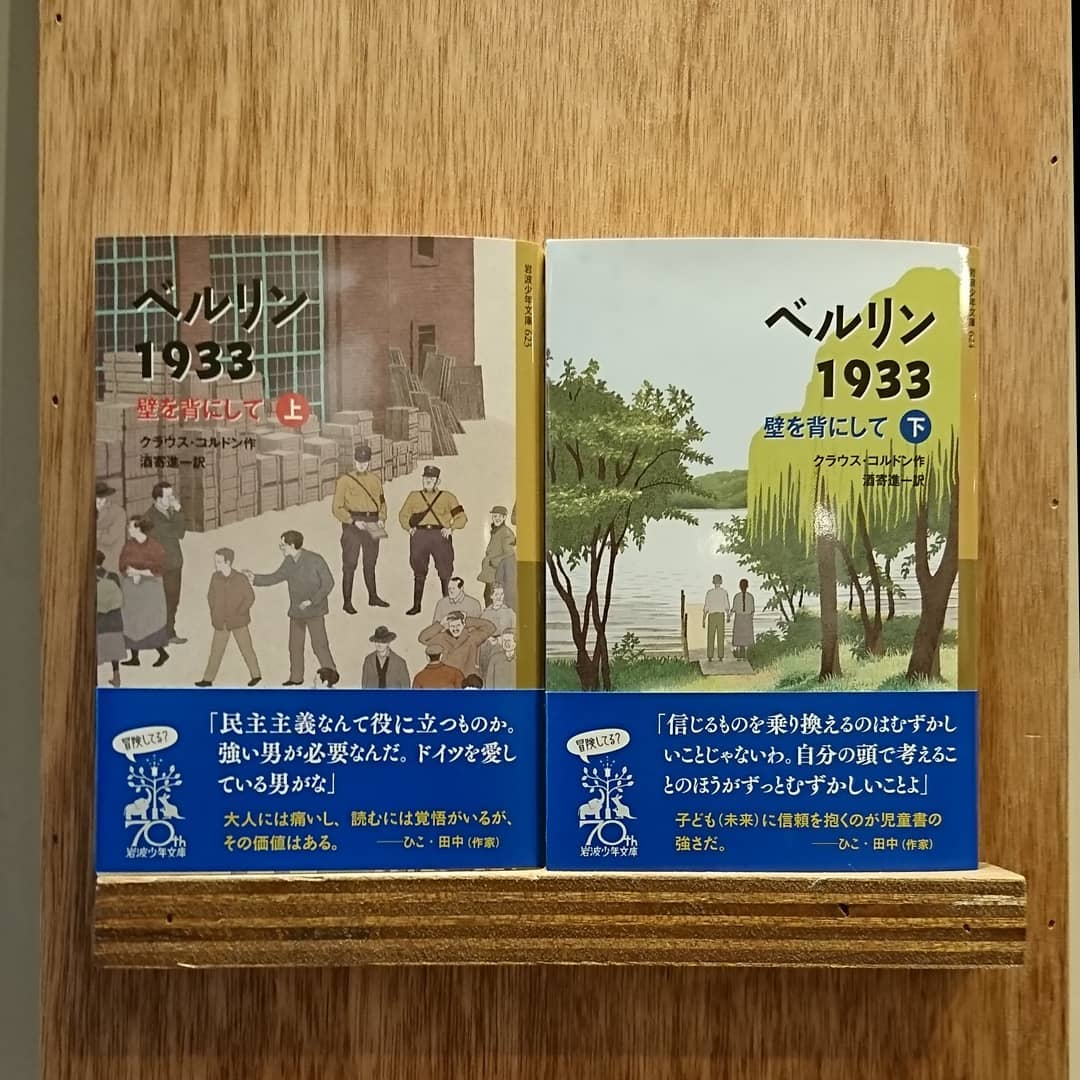 ベルリン
1933
壁を背にして 上
クラウス・コルドン作
酒寄進一訳
岩波少年文庫 623
冒険してる?
70th
岩波少年文庫
「民主主義なんて役に立つものか。
強い男が必要なんだ。ドイツを愛し
ている男がな」
大人には痛いし、読むには覚悟がいるが、
その価値はある。 ──ひこ・田中(作家)
ベルリン
1933
壁を背にして 下
クラウス・コルドン作
酒寄進一訳
岩波少年文庫 624
冒険してる?
70th
岩波少年文庫
「信じるものを乗り換えるのはむずかし
いことじゃないわ。自分の頭で考えるこ
とのほうがずっとむずかしいことよ」
子ども(未来)に信頼を抱くのが児童書の
強さだ。 ──ひこ・田中(作家)